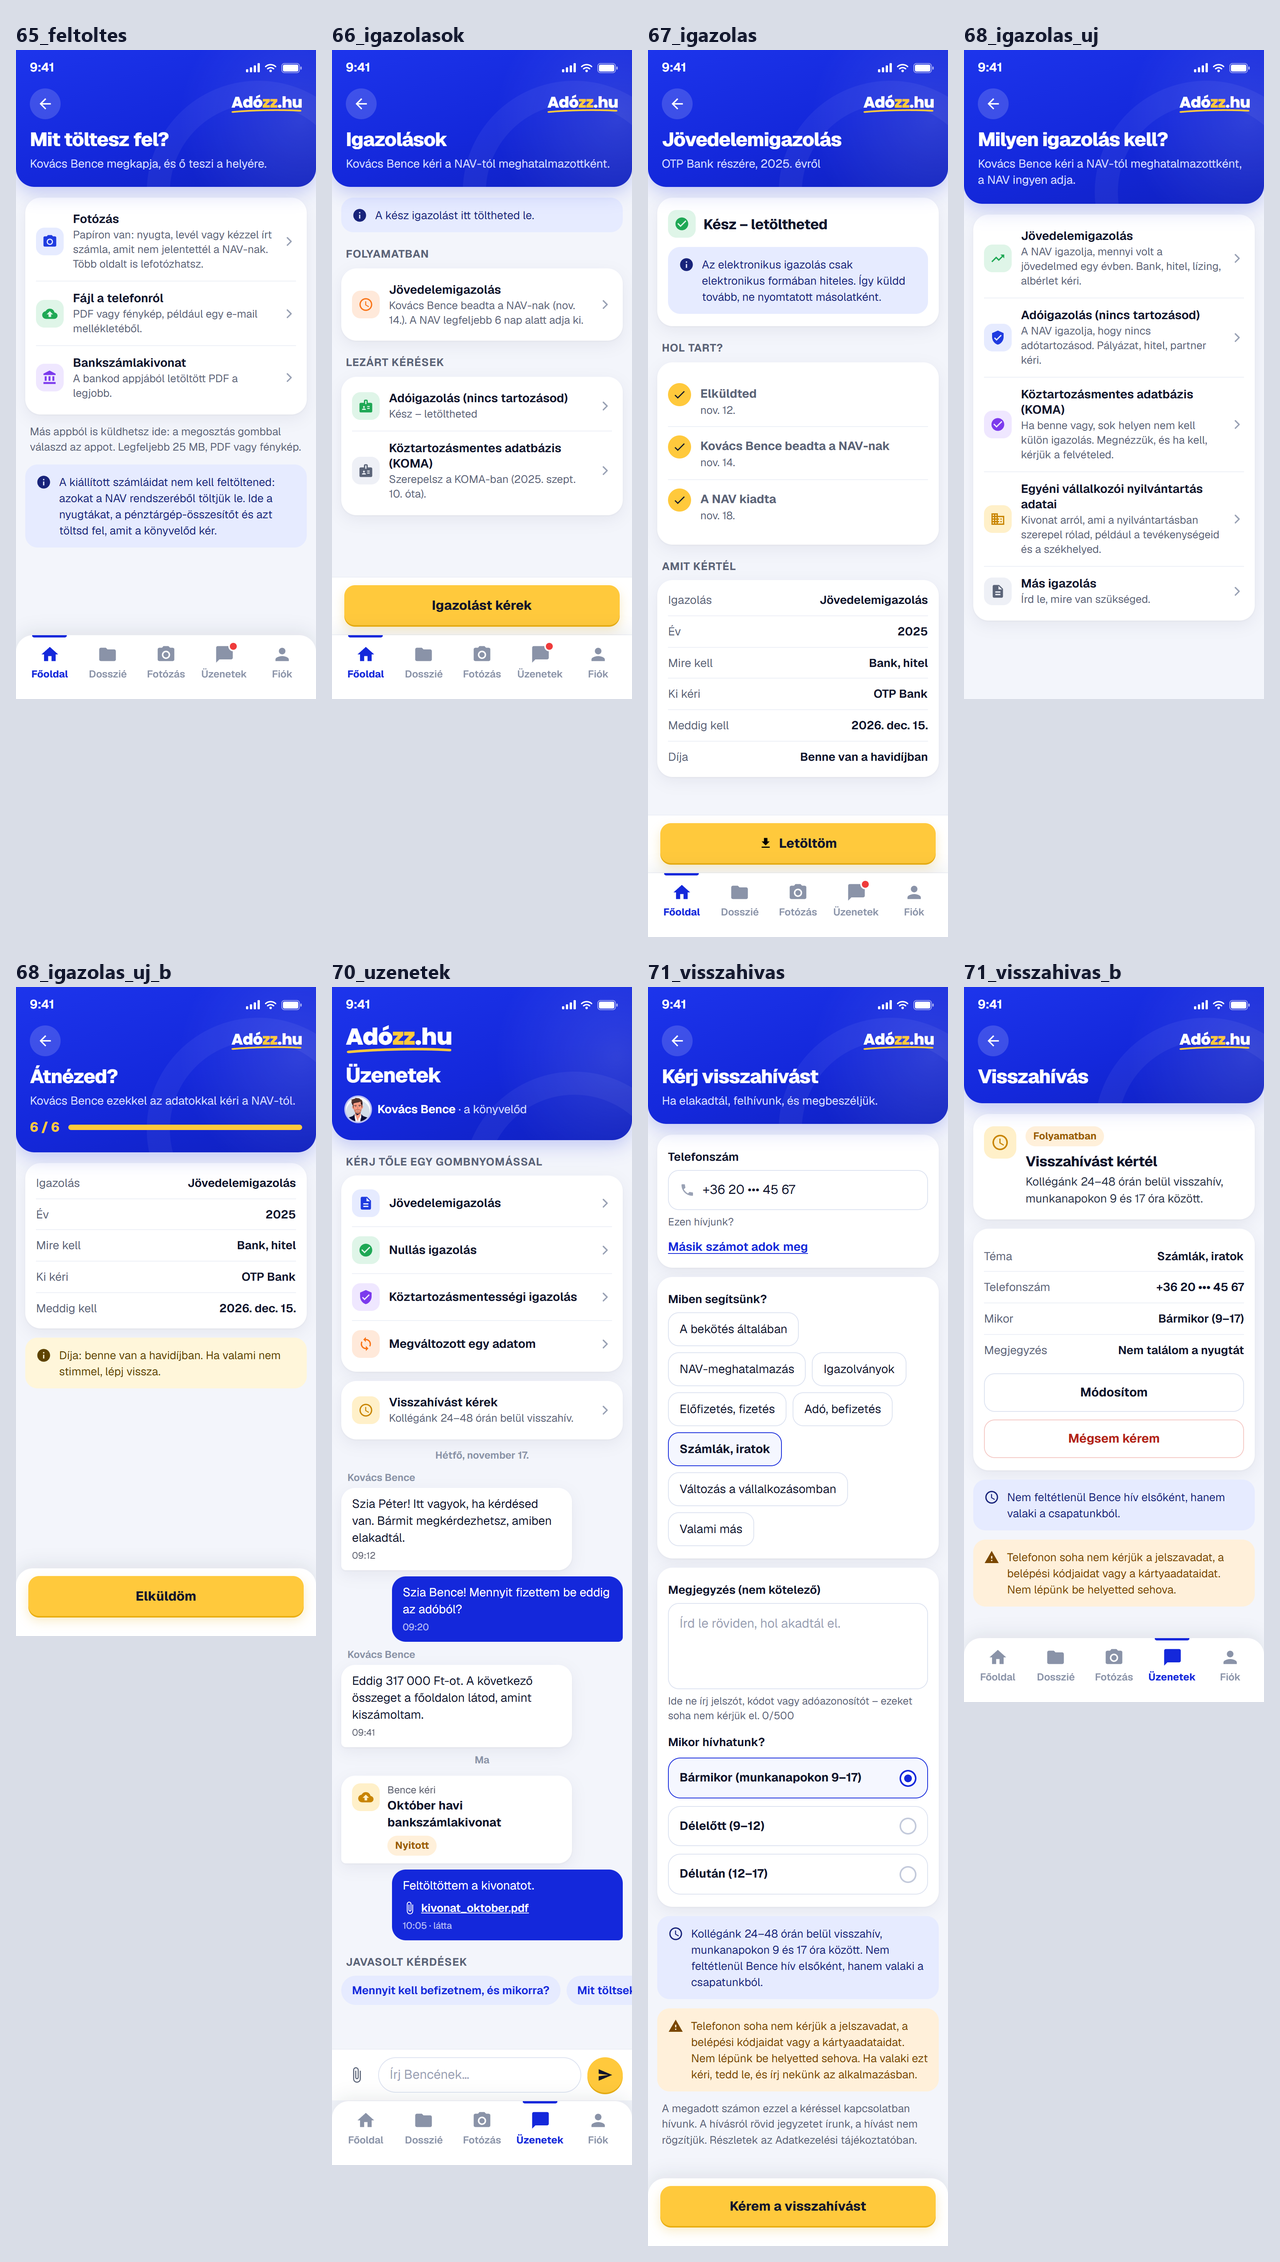 65_feltoltes
9:41
Adózz.hu
Mit töltesz fel?
Kovács Bence megkapja, és ő teszi a helyére.
Fotózás
Papíron van: nyugta, levél vagy kézzel írt
számla, amit nem jelentettél a NAV-nak.
Több oldalt is lefotózhatsz.
Fájl a telefonról
PDF vagy fénykép, például egy e-mail
mellékletéből.
Bankszámlakivonat
A bankod appjából letöltött PDF a
legjobb.
Más appból is küldhetsz ide: a megosztás gombbal
válaszd az appot. Legfeljebb 25 MB, PDF vagy fénykép.
A kiállított számláidat nem kell feltöltened:
azokat a NAV rendszeréből töltjük le. Ide a
nyugtákat, a pénztárgép-összesítőt és azt
töltsd fel, amit a könyvelőd kér.
Főoldal
Dosszié
Fotózás
Üzenetek
Fiók
66_igazolasok
9:41
Adózz.hu
Igazolások
Kovács Bence kéri a NAV-tól meghatalmazottként.
A kész igazolást itt töltheted le.
FOLYAMATBAN
Jövedelemigazolás
Kovács Bence beadta a NAV-nak (nov.
14.). A NAV legfeljebb 6 nap alatt adja ki.
LEZÁRT KÉRÉSEK
Adóigazolás (nincs tartozásod)
Kész – letöltheted
Köztartozásmentes adatbázis
(KOMA)
Szerepelsz a KOMA-ban (2025. szept.
10. óta).
Igazolást kérek
Főoldal
Dosszié
Fotózás
Üzenetek
Fiók
67_igazolas
9:41
Adózz.hu
Jövedelemigazolás
OTP Bank részére, 2025. évről
Kész – letöltheted
Az elektronikus igazolás csak
elektronikus formában hiteles. Így küldd
tovább, ne nyomtatott másolatként.
HOL TART?
Elküldted
nov. 12.
Kovács Bence beadta a NAV-nak
nov. 14.
A NAV kiadta
nov. 18.
AMIT KÉRTÉL
Igazolás Jövedelemigazolás
Év 2025
Mire kell Bank, hitel
Ki kéri OTP Bank
Meddig kell 2026. dec. 15.
Díja Benne van a havidíjban
Letöltöm
Főoldal
Dosszié
Fotózás
Üzenetek
Fiók
68_igazolas_uj
9:41
Adózz.hu
Milyen igazolás kell?
Kovács Bence kéri a NAV-tól meghatalmazottként,
a NAV ingyen adja.
Jövedelemigazolás
A NAV igazolja, mennyi volt a
jövedelmed egy évben. Bank, hitel, lízing,
albérlet kéri.
Adóigazolás (nincs tartozásod)
A NAV igazolja, hogy nincs
adótartozásod. Pályázat, hitel, partner
kéri.
Köztartozásmentes adatbázis
(KOMA)
Ha benne vagy, sok helyen nem kell
külön igazolás. Megnézzük, és ha kell,
kérjük a felvételed.
Egyéni vállalkozói nyilvántartás
adatai
Kivonat arról, ami a nyilvántartásban
szerepel rólad, például a tevékenységeid
és a székhelyed.
Más igazolás
Írd le, mire van szükséged.
68_igazolas_uj_b
9:41
Adózz.hu
Átnézed?
Kovács Bence ezekkel az adatokkal kéri a NAV-tól.
6 / 6
Igazolás Jövedelemigazolás
Év 2025
Mire kell Bank, hitel
Ki kéri OTP Bank
Meddig kell 2026. dec. 15.
Díja: benne van a havidíjban. Ha valami nem
stimmel, lépj vissza.
Elküldöm
70_uzenetek
9:41
Adózz.hu
Üzenetek
Kovács Bence · a könyvelőd
KÉRJ TŐLE EGY GOMBNYOMÁSSAL
Jövedelemigazolás
Nullás igazolás
Köztartozásmentességi igazolás
Megváltozott egy adatom
Visszahívást kérek
Kollégánk 24–48 órán belül visszahív.
Hétfő, november 17.
Kovács Bence
Szia Péter! Itt vagyok, ha kérdésed
van. Bármit megkérdezhetsz, amiben
elakadtál.
09:12
Szia Bence! Mennyit fizettem be eddig
az adóból?
09:20
Kovács Bence
Eddig 317 000 Ft-ot. A következő
összeget a főoldalon látod, amint
kiszámoltam.
09:41
Ma
Bence kéri
Október havi
bankszámlakivonat
Nyitott
Feltöltöttem a kivonatot.
kivonat_oktober.pdf
10:05 · látta
JAVASOLT KÉRDÉSEK
Mennyit kell befizetnem, és mikorra?
Mit töltsek
Írj Bencének...
Főoldal
Dosszié
Fotózás
Üzenetek
Fiók
71_visszahivas
9:41
Adózz.hu
Kérj visszahívást
Ha elakadtál, felhívunk, és megbeszéljük.
Telefonszám
+36 20 ••• 45 67
Ezen hívjunk?
Másik számot adok meg
Miben segítsünk?
A bekötés általában
NAV-meghatalmazás
Igazolványok
Előfizetés, fizetés
Adó, befizetés
Számlák, iratok
Változás a vállalkozásomban
Valami más
Megjegyzés (nem kötelező)
Írd le röviden, hol akadtál el.
Ide ne írj jelszót, kódot vagy adóazonosítót – ezeket
soha nem kérjük el. 0/500
Mikor hívhatunk?
Bármikor (munkanapokon 9–17)
Délelőtt (9–12)
Délután (12–17)
Kollégánk 24–48 órán belül visszahív,
munkanapokon 9 és 17 óra között. Nem
feltétlenül Bence hív elsőként, hanem valaki a
csapatunkból.
Telefonon soha nem kérjük a jelszavadat, a
belépési kódjaidat vagy a kártyaadataidat.
Nem lépünk be helyetted sehova. Ha valaki ezt
kéri, tedd le, és írj nekünk az alkalmazásban.
A megadott számon ezzel a kéréssel kapcsolatban
hívunk. A hívásról rövid jegyzetet írunk, a hívást nem
rögzítjük. Részletek az Adatkezelési tájékoztatóban.
Kérem a visszahívást
71_visszahivas_b
9:41
Adózz.hu
Visszahívás
Folyamatban
Visszahívást kértél
Kollégánk 24–48 órán belül visszahív,
munkanapokon 9 és 17 óra között.
Téma Számlák, iratok
Telefonszám +36 20 ••• 45 67
Mikor Bármikor (9–17)
Megjegyzés Nem találom a nyugtát
Módosítom
Mégsem kérem
Nem feltétlenül Bence hív elsőként, hanem
valaki a csapatunkból.
Telefonon soha nem kérjük a jelszavadat, a
belépési kódjaidat vagy a kártyaadataidat.
Nem lépünk be helyetted sehova.
Főoldal
Dosszié
Fotózás
Üzenetek
Fiók